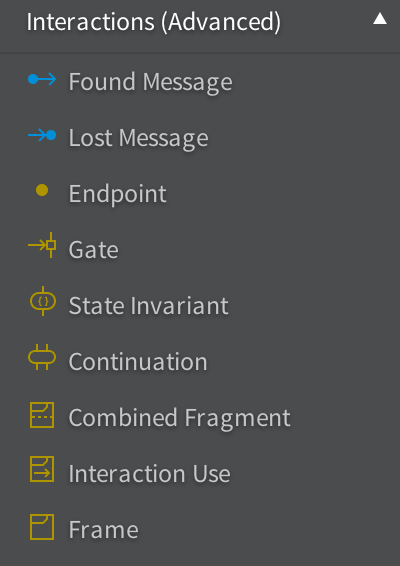 Interactions (Advanced)
Found Message
Lost Message
Endpoint
Gate
State Invariant
Continuation
Combined Fragment
Interaction Use
Frame